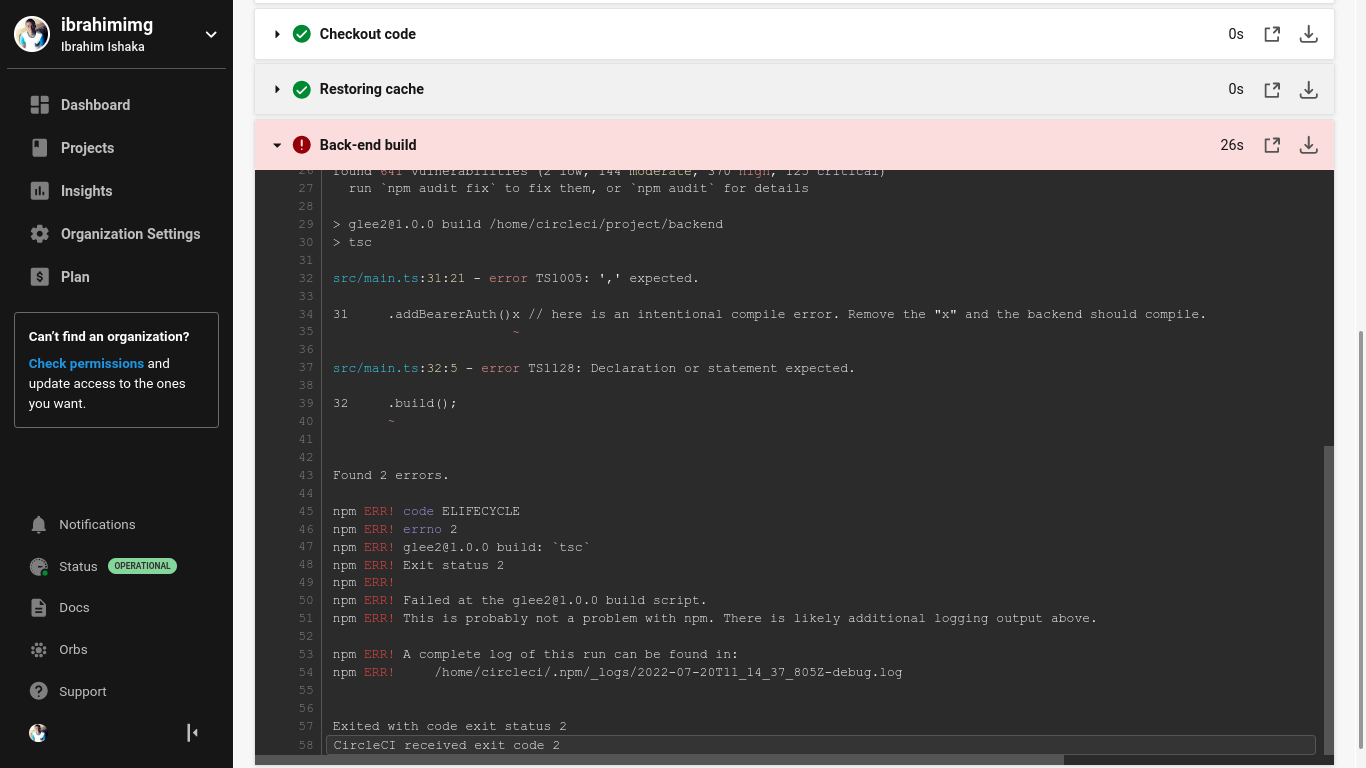 ibrahimimg
Ibrahim Ishaka
Dashboard
Projects
Insights
Organization Settings
Plan
Can't find an organization?
Check permissions and
update access to the ones
you want.
Notifications
Status OPERATIONAL
Docs
Orbs
Support
Checkout code 0s
Restoring cache 0s
Back-end build 26s
26 found 641 vulnerabilities (2 low, 144 moderate, 370 high, 125 critical)
27 run `npm audit fix` to fix them, or `npm audit` for details
28
29 > glee2@1.0.0 build /home/circleci/project/backend
30 > tsc
31
32 src/main.ts:31:21 - error TS1005: ',' expected.
33
34 31     .addBearerAuth()x // here is an intentional compile error. Remove the "x" and the backend should compile.
35 ~
36
37 src/main.ts:32:5 - error TS1128: Declaration or statement expected.
38
39 32     .build();
40 ~
41
42
43 Found 2 errors.
44
45 npm ERR! code ELIFECYCLE
46 npm ERR! errno 2
47 npm ERR! glee2@1.0.0 build: `tsc`
48 npm ERR! Exit status 2
49 npm ERR!
50 npm ERR! Failed at the glee2@1.0.0 build script.
51 npm ERR! This is probably not a problem with npm. There is likely additional logging output above.
52
53 npm ERR! A complete log of this run can be found in:
54 npm ERR!     /home/circleci/.npm/_logs/2022-07-20T11_14_37_805Z-debug.log
55
56
57 Exited with code exit status 2
58 CircleCI received exit code 2